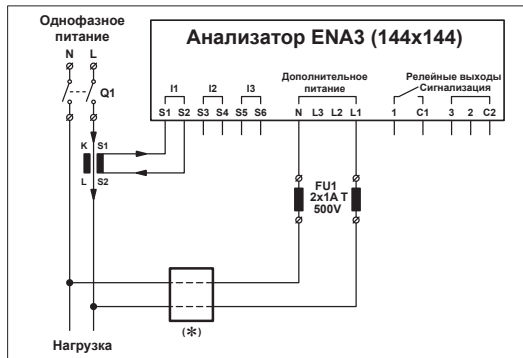 Однофазное
питание
N L
Q1
K S1
L S2
Анализатор ENA3 (144x144)
I1 I2 I3
S1 S2 S3 S4 S5 S6
Дополнительное
питание
N L3 L2 L1
Релейные выходы
Сигнализация
1 C1 3 2 C2
FU1
2x1A T
500V
(*)
Нагрузка